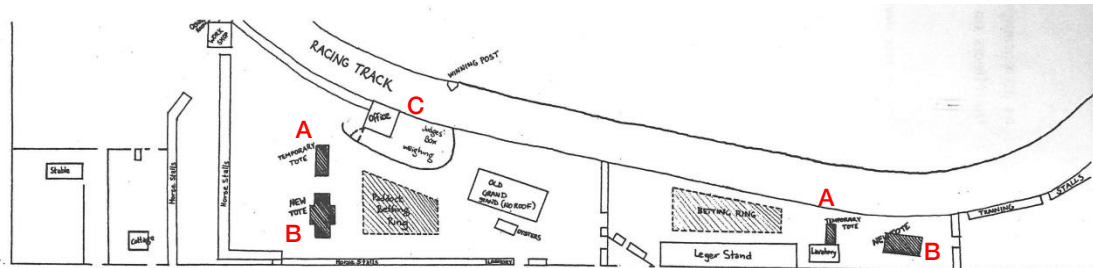 WORK
SHOP
RACING TRACK
WINNING POST
C
Office
Judges'
Box
Weighing
A
TEMPORARY
TOTE
NEW
TOTE
B
Paddock
Betting
Ring
OLD
GRAND
STAND (NO ROOF)
OYSTERS
Stable
Cottage
Horse Stalls
Horse Stalls
Horse Stalls
BETTING RING
Leger Stand
A
TEMPORARY
TOTE
Lavatory
NEW TOTE
B
TRAINING
STALLS